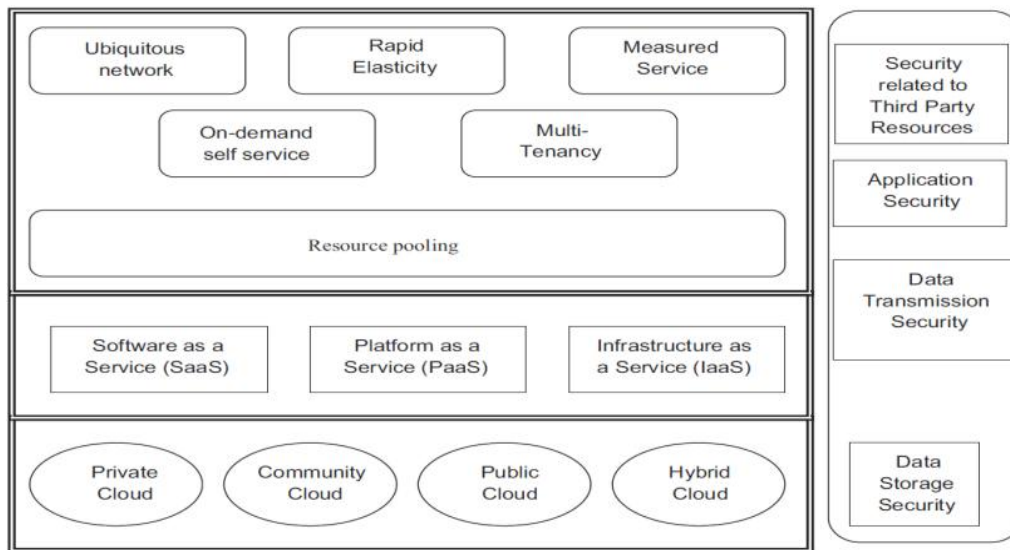 Ubiquitous
network
Rapid
Elasticity
Measured
Service
On-demand
self service
Multi-
Tenancy
Resource pooling
Software as a
Service (SaaS)
Platform as a
Service (PaaS)
Infrastructure as
a Service (IaaS)
Private
Cloud
Community
Cloud
Public
Cloud
Hybrid
Cloud
Security
related to
Third Party
Resources
Application
Security
Data
Transmission
Security
Data
Storage
Security